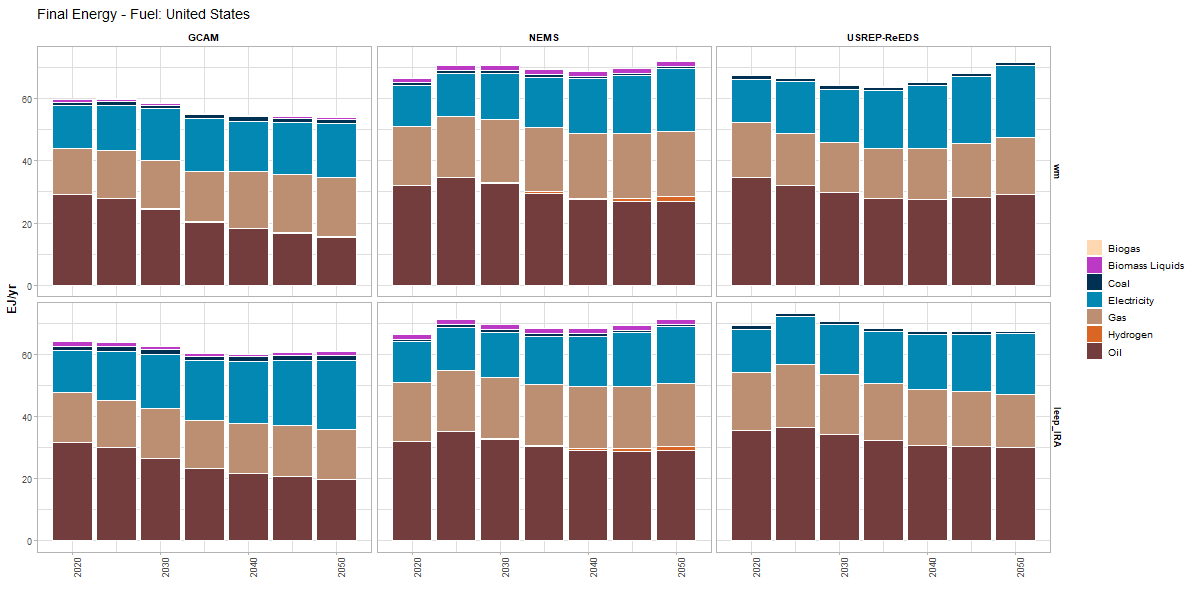 Final Energy - Fuel: United States
GCAM
NEMS
USREP-ReEDS
EJ/yr
60
40
20
0
wm
60
40
20
0
leep_IRA
2020
2030
2040
2050
2020
2030
2040
2050
2020
2030
2040
2050
Biogas
Biomass Liquids
Coal
Electricity
Gas
Hydrogen
Oil